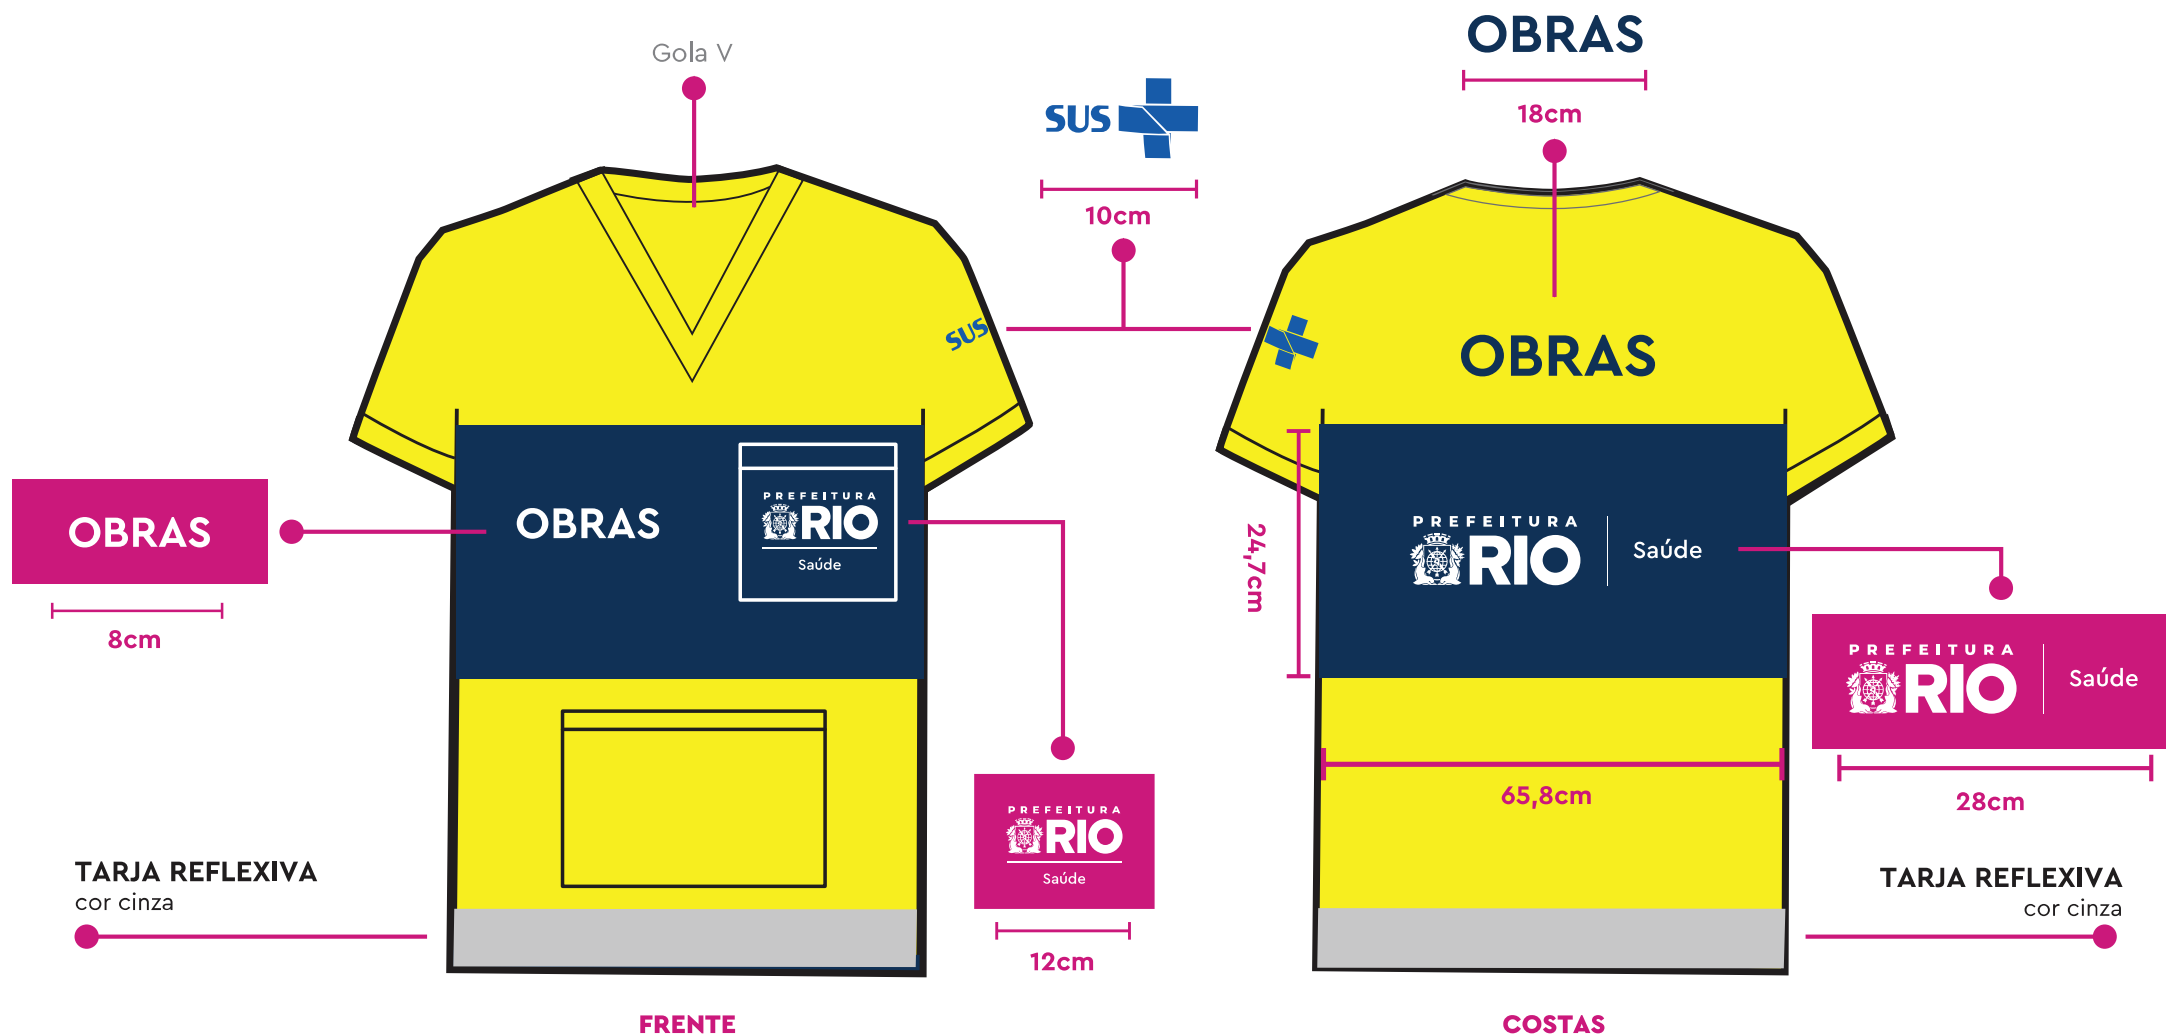 Gola V
SUS
10cm
OBRAS
18cm
SUS
OBRAS
OBRAS
8cm
OBRAS
PREFEITURA
RIO
Saúde
OBRAS
24,7cm
PREFEITURA
RIO
Saúde
PREFEITURA
RIO
Saúde
28cm
65,8cm
PREFEITURA
RIO
Saúde
12cm
TARJA REFLEXIVA
cor cinza
TARJA REFLEXIVA
cor cinza
FRENTE
COSTAS